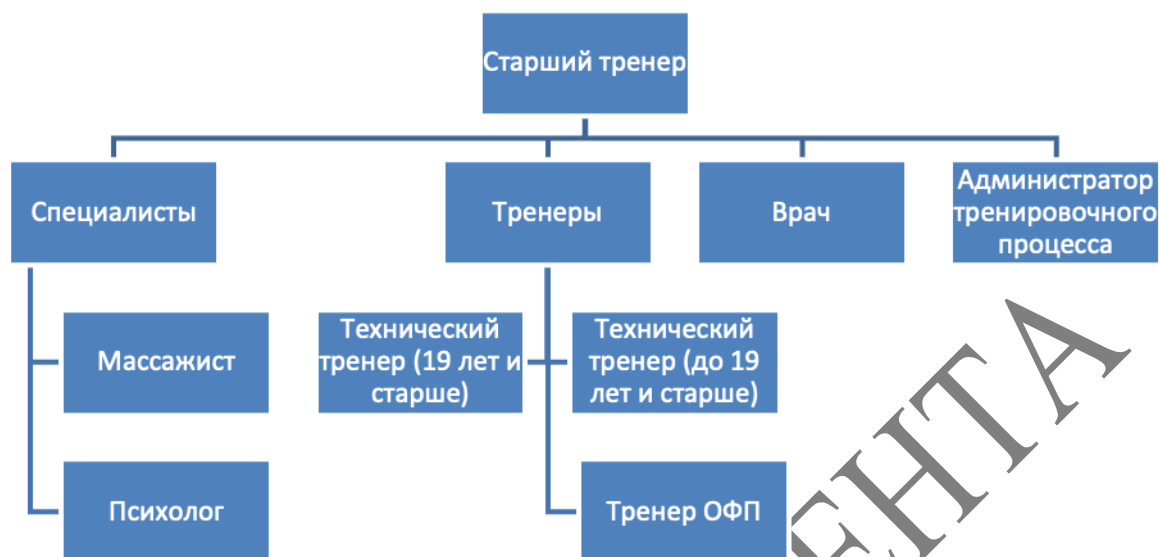 Старший тренер
Специалисты
Тренеры
Врач
Администратор
тренировочного
процесса
Массажист
Технический
тренер (19 лет и
старше)
Технический
тренер (до 19
лет и старше)
Психолог
Тренер ОФП
ЕНТА